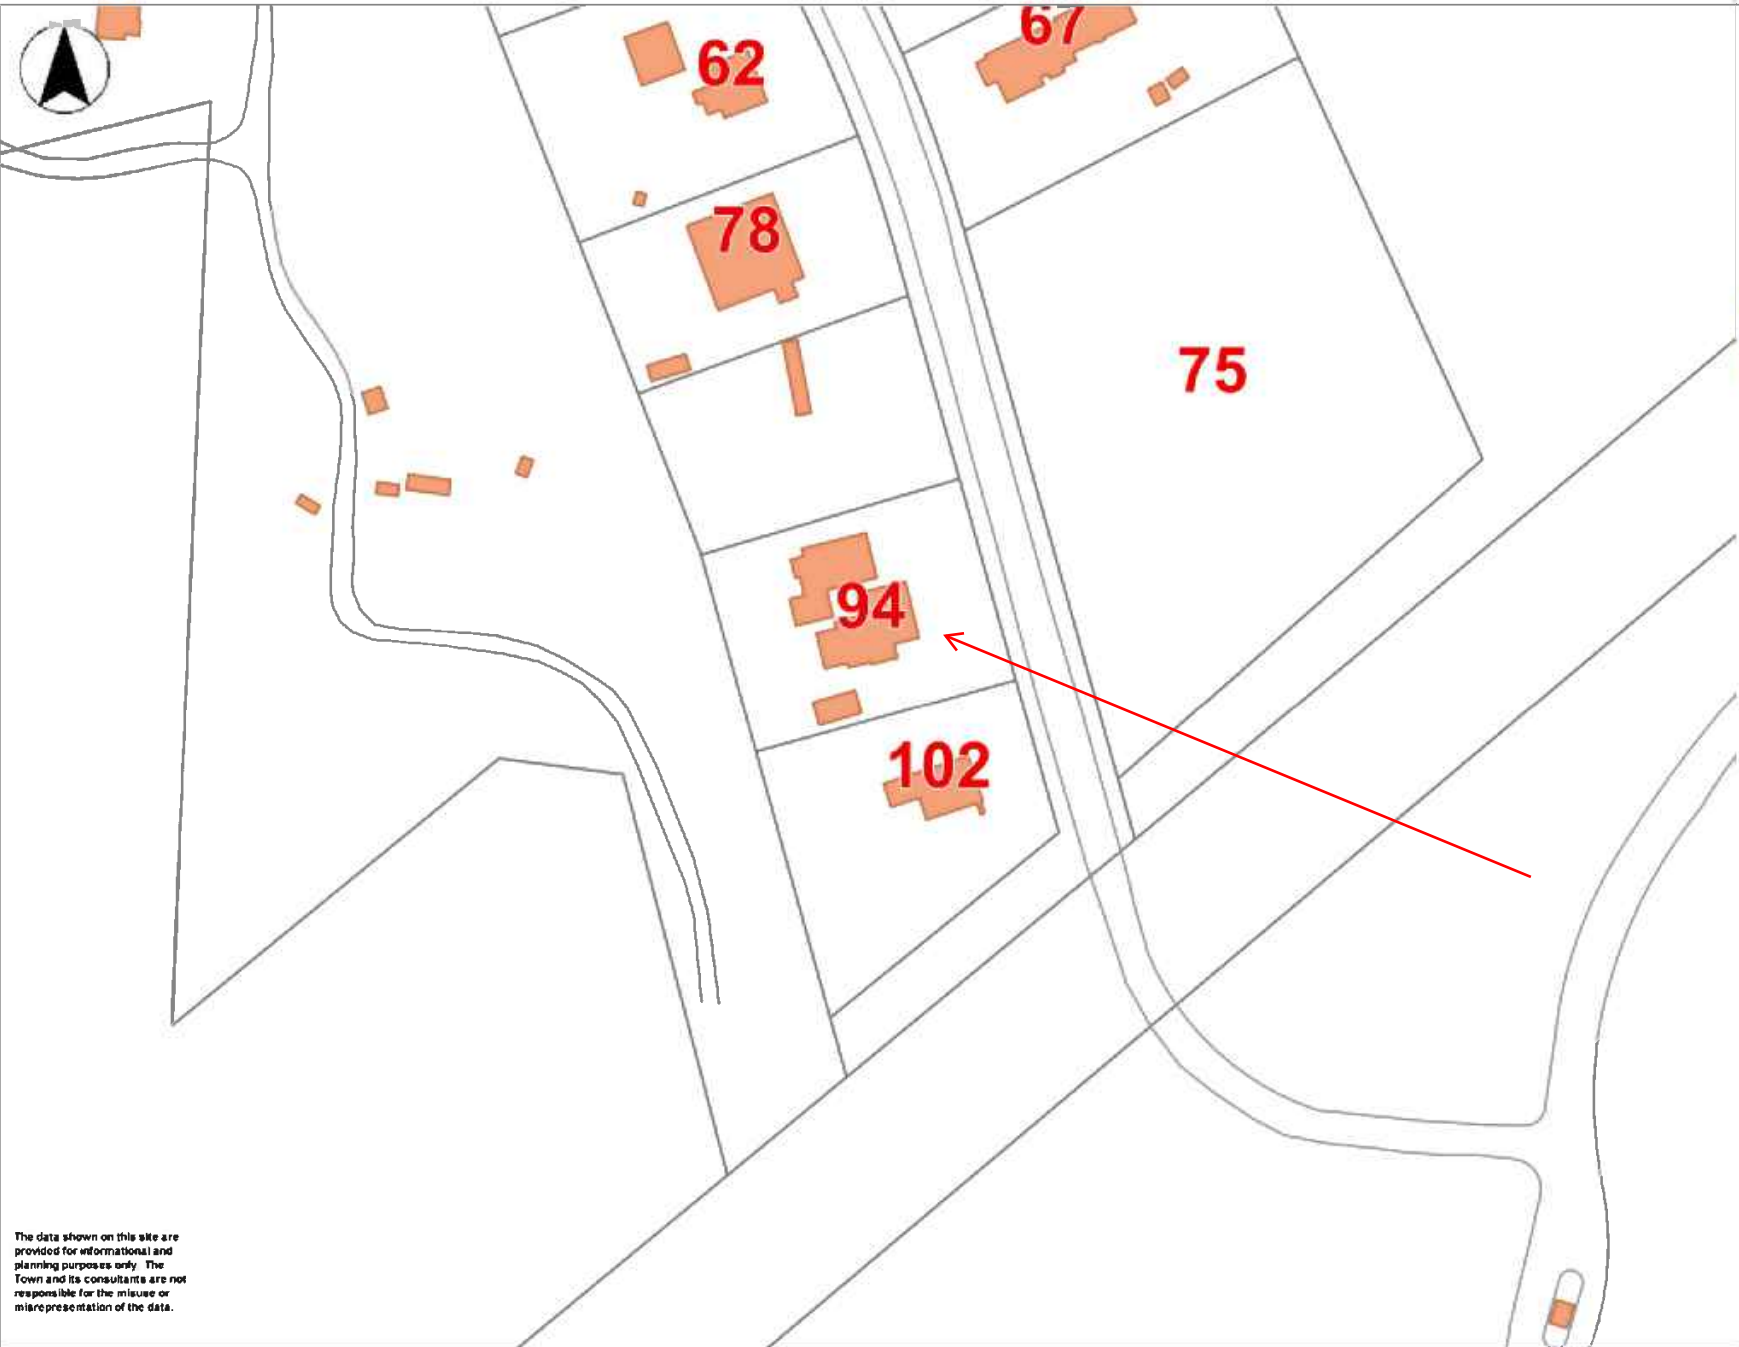 62
67
78
75
94
102
The data shown on this site are
provided for informational and
planning purposes only. The
Town and its consultants are not
responsible for the misuse or
misrepresentation of the data.